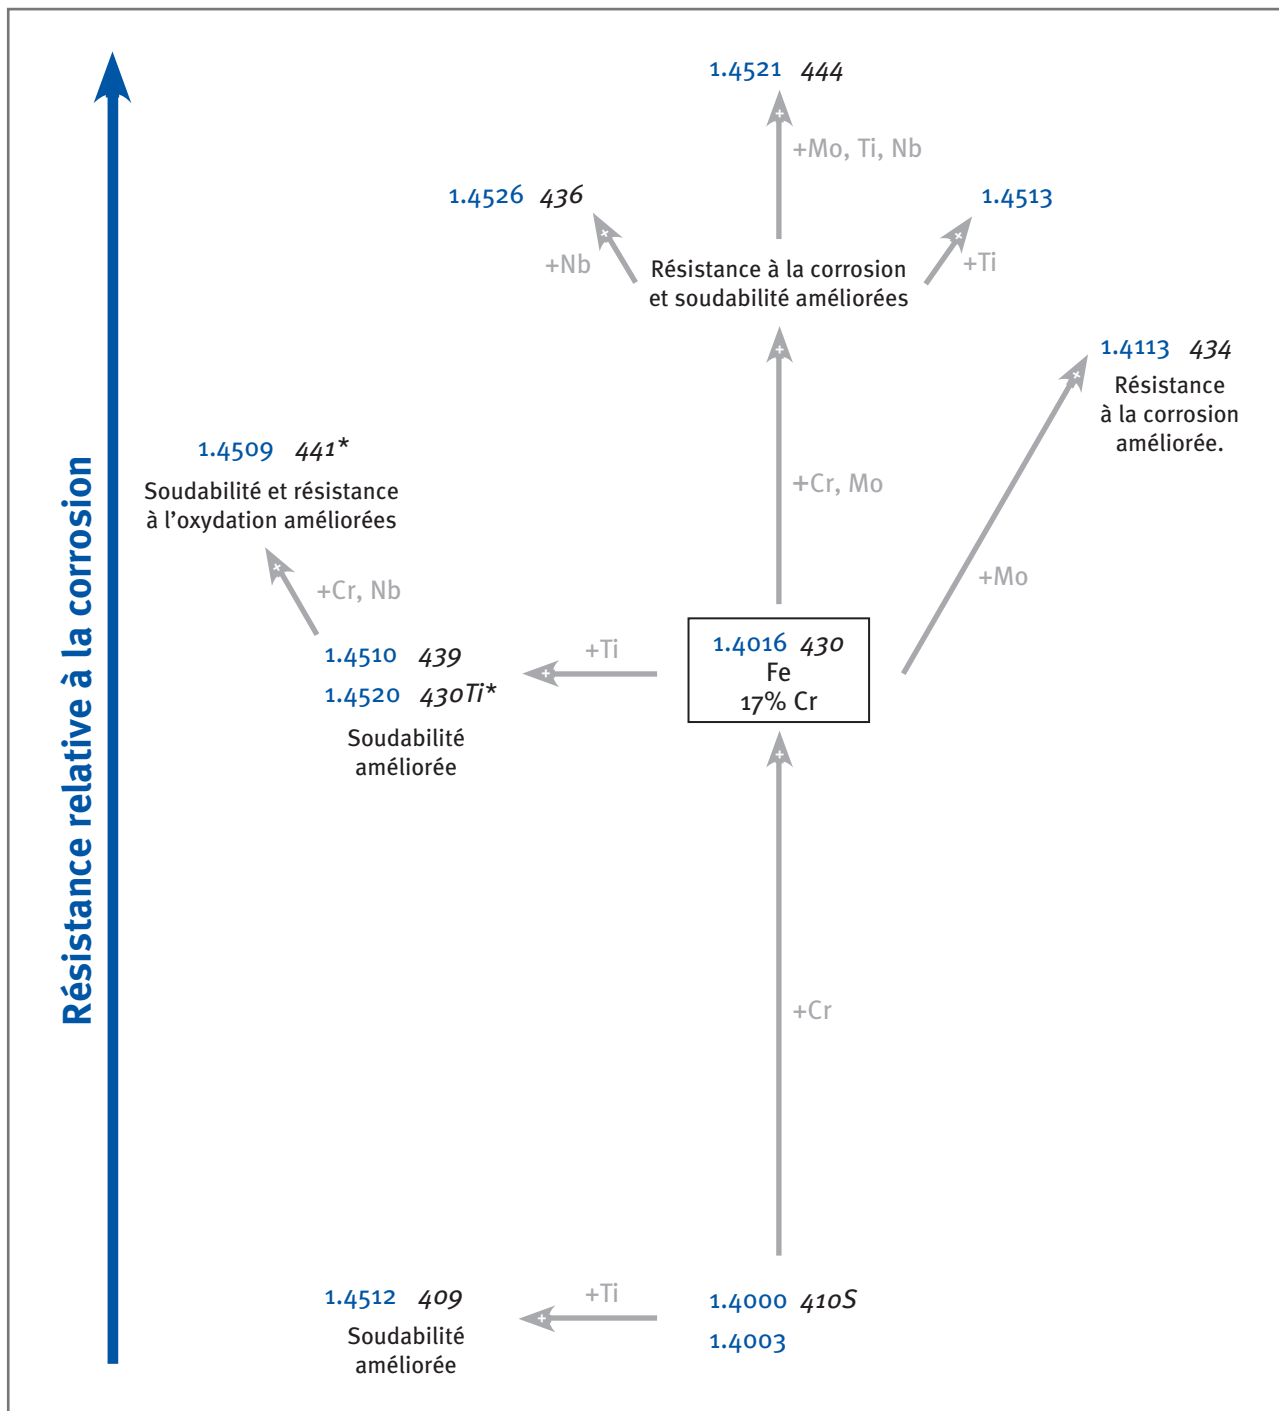 1.4521 444
+Mo, Ti, Nb
1.4526 436
1.4513
+Nb
Résistance à la corrosion
et soudabilité améliorées
+Ti
1.4113 434
Résistance
à la corrosion
améliorée.
1.4509 441*
Soudabilité et résistance
à l'oxydation améliorées
+Cr, Mo
+Cr, Nb
+Mo
1.4510 439
1.4520 430Ti*
Soudabilité
améliorée
+Ti
1.4016 430
Fe
17% Cr
Résistance relative à la corrosion
+Cr
1.4512 409
Soudabilité
améliorée
+Ti
1.4000 410S
1.4003